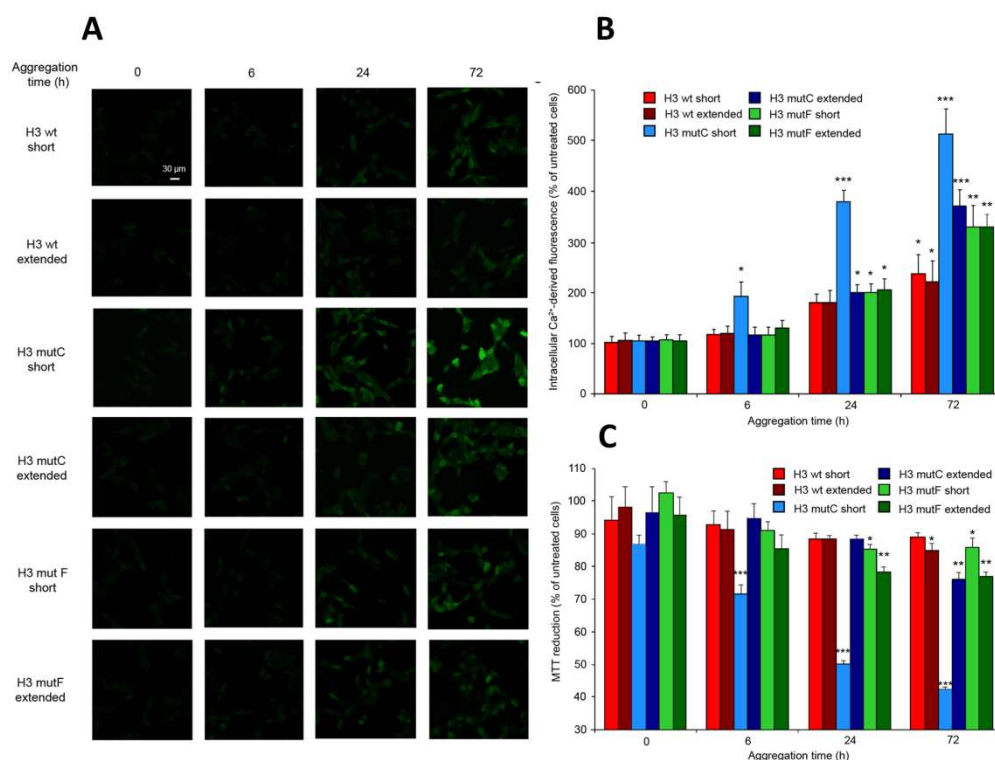 A
Aggregation
time (h)
0
6
24
72
H3 wt
short
30 µm
H3 wt
extended
H3 mutC
short
H3 mutC
extended
H3 mut F
short
H3 mutF
extended
B
Intracellular Ca²⁺-derived fluorescence (% of untreated cells)
600
500
400
300
200
100
0
H3 wt short
H3 wt extended
H3 mutC short
H3 mutC extended
H3 mutF short
H3 mutF extended
*
***
* * *
* *
***
***
** **
0 6 24 72
Aggregation time (h)
C
MTT reduction (% of untreated cells)
110
100
90
80
70
60
50
40
30
H3 wt short
H3 wt extended
H3 mutC short
H3 mutC extended
H3 mutF short
H3 mutF extended
***
***
* **
*
***
**
*
**
0 6 24 72
Aggregation time (h)